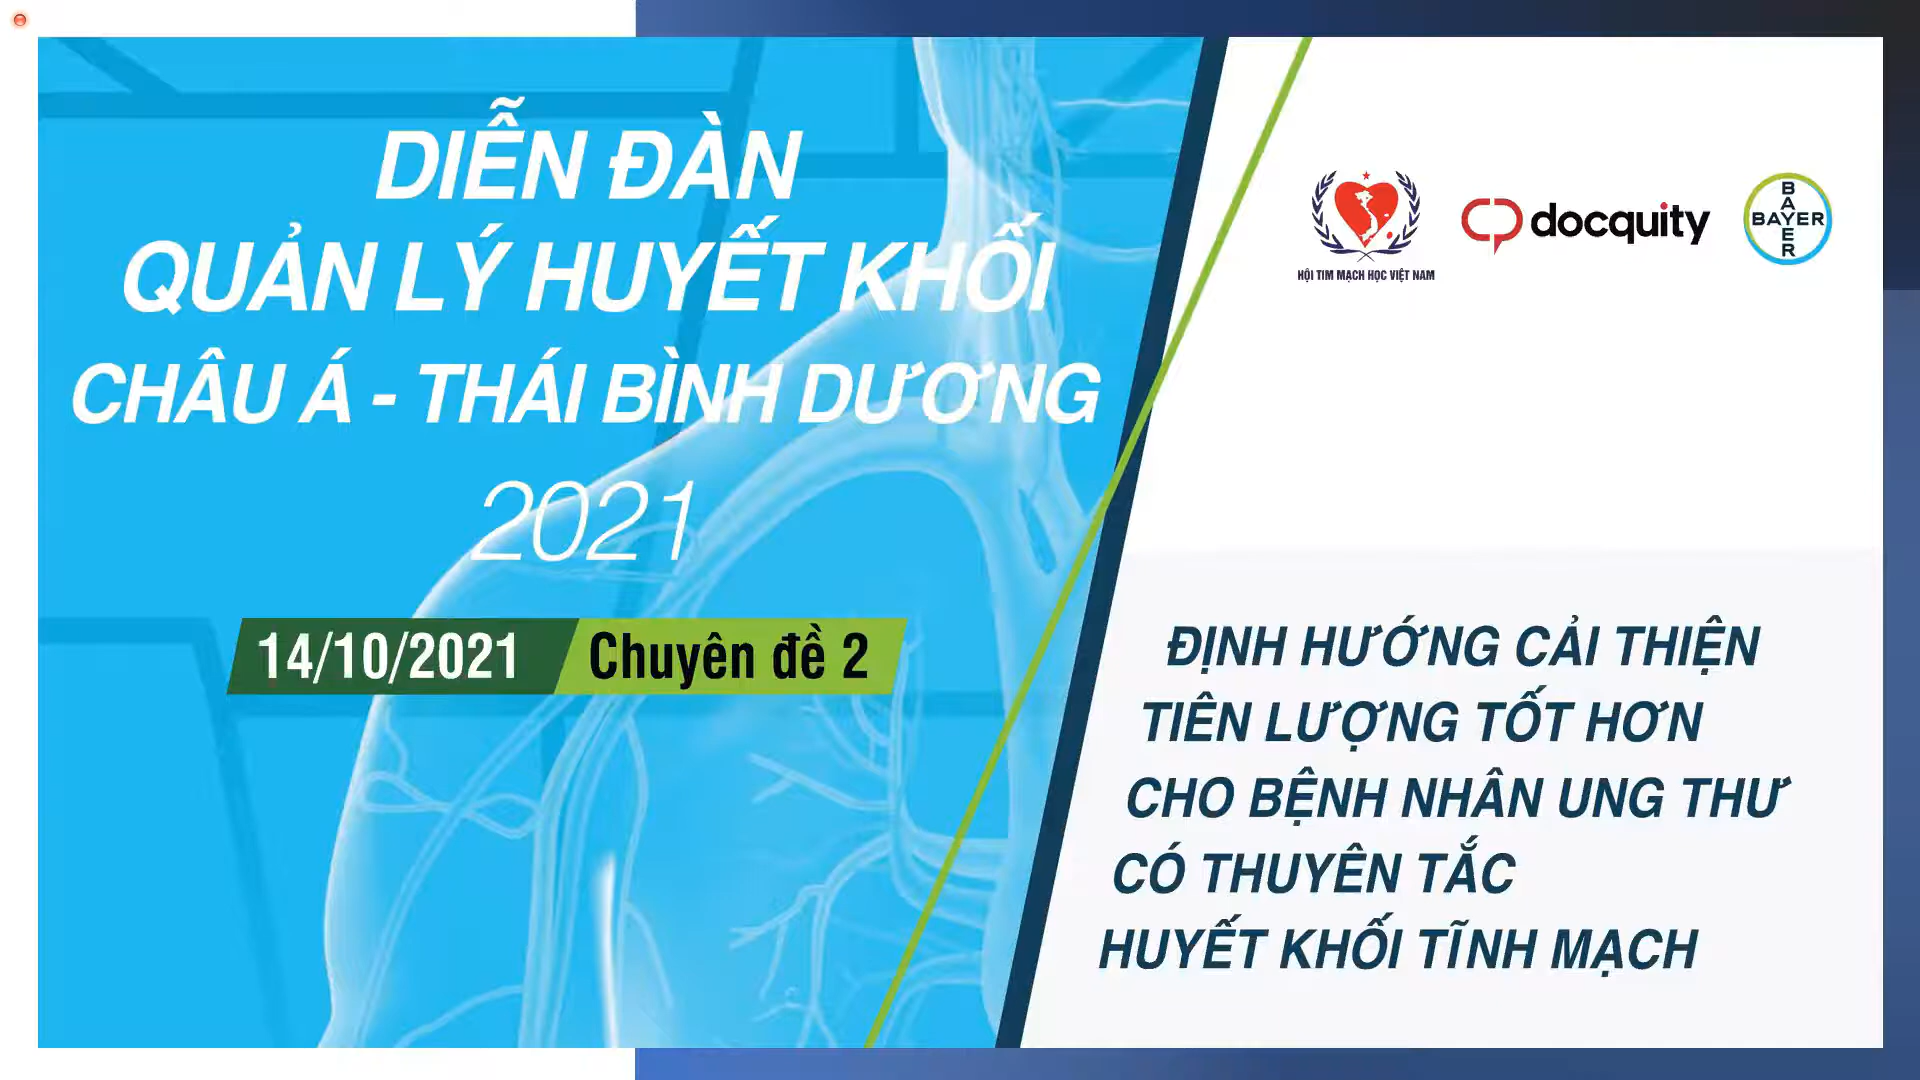 DIỄN ĐÀN
QUẢN LÝ HUYẾT KHỐI
CHÂU Á - THÁI BÌNH DƯƠNG
2021
14/10/2021 Chuyên đề 2
HỘI TIM MẠCH HỌC VIỆT NAM
docquity
BAYER
BAYER
ĐỊNH HƯỚNG CẢI THIỆN
TIÊN LƯỢNG TỐT HƠN
CHO BỆNH NHÂN UNG THƯ
CÓ THUYÊN TẮC
HUYẾT KHỐI TĨNH MẠCH